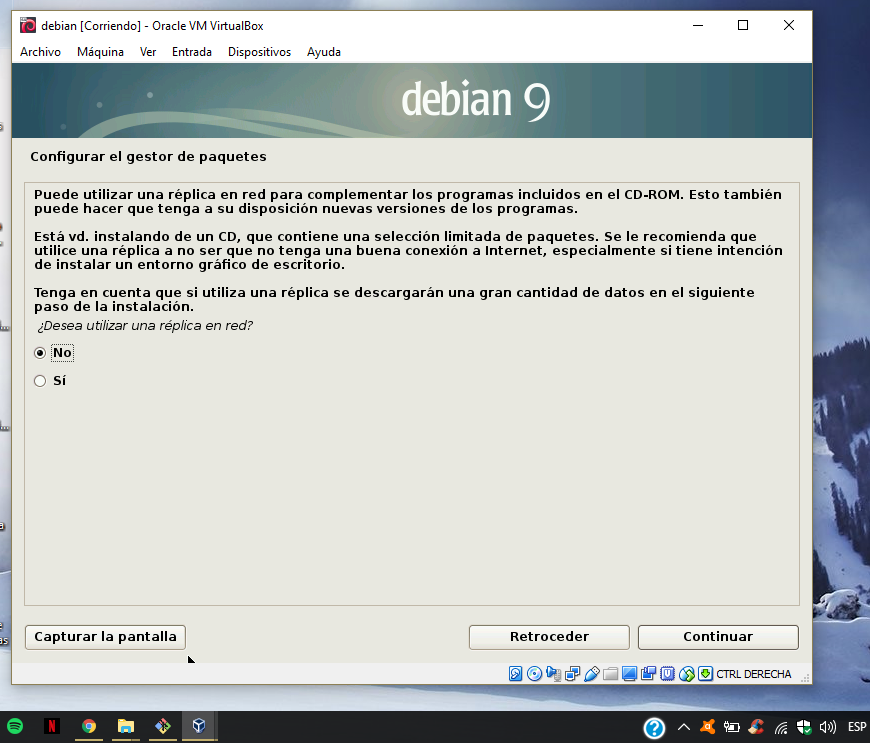 debian [Corriendo] - Oracle VM VirtualBox
Archivo Máquina Ver Entrada Dispositivos Ayuda
debian 9
Configurar el gestor de paquetes
Puede utilizar una réplica en red para complementar los programas incluidos en el CD-ROM. Esto también
puede hacer que tenga a su disposición nuevas versiones de los programas.
Está vd. instalando de un CD, que contiene una selección limitada de paquetes. Se le recomienda que
utilice una réplica a no ser que no tenga una buena conexión a Internet, especialmente si tiene intención
de instalar un entorno gráfico de escritorio.
Tenga en cuenta que si utiliza una réplica se descargarán una gran cantidad de datos en el siguiente
paso de la instalación.
¿Desea utilizar una réplica en red?
No
Sí
Capturar la pantalla Retroceder Continuar
CTRL DERECHA
ESP